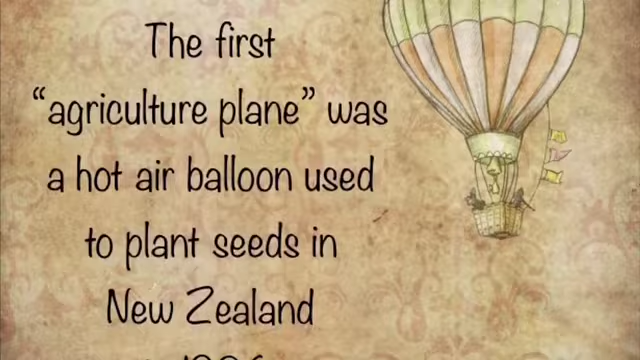 The first
“agriculture plane” was
a hot air balloon used
to plant seeds in
New Zealand